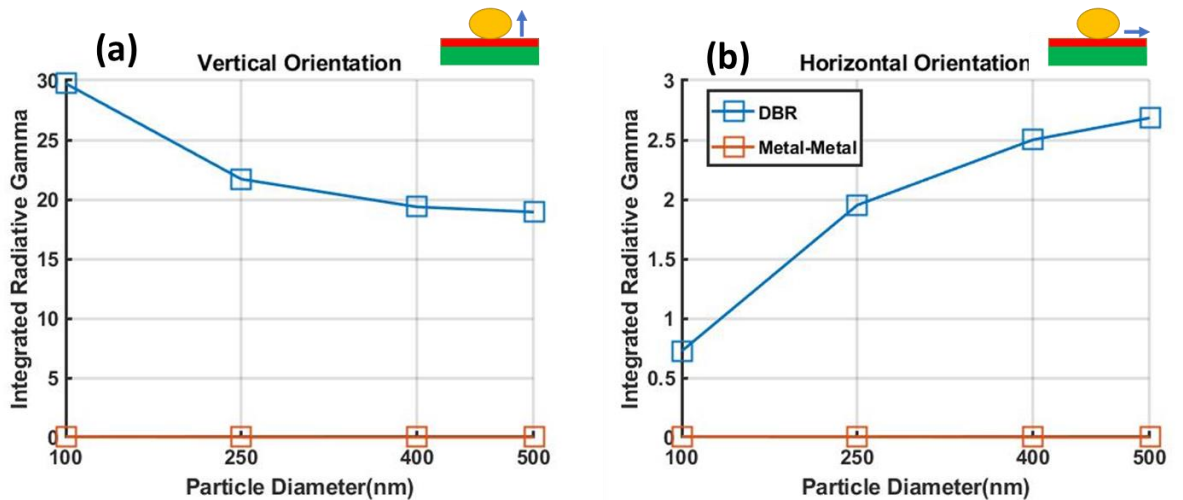 (a)
Vertical Orientation
30
25
20
15
10
5
0
100 250 400 500
Integrated Radiative Gamma
Particle Diameter(nm)
(b)
Horizontal Orientation
DBR
Metal-Metal
3
2.5
2
1.5
1
0.5
0
100 250 400 500
Integrated Radiative Gamma
Particle Diameter(nm)